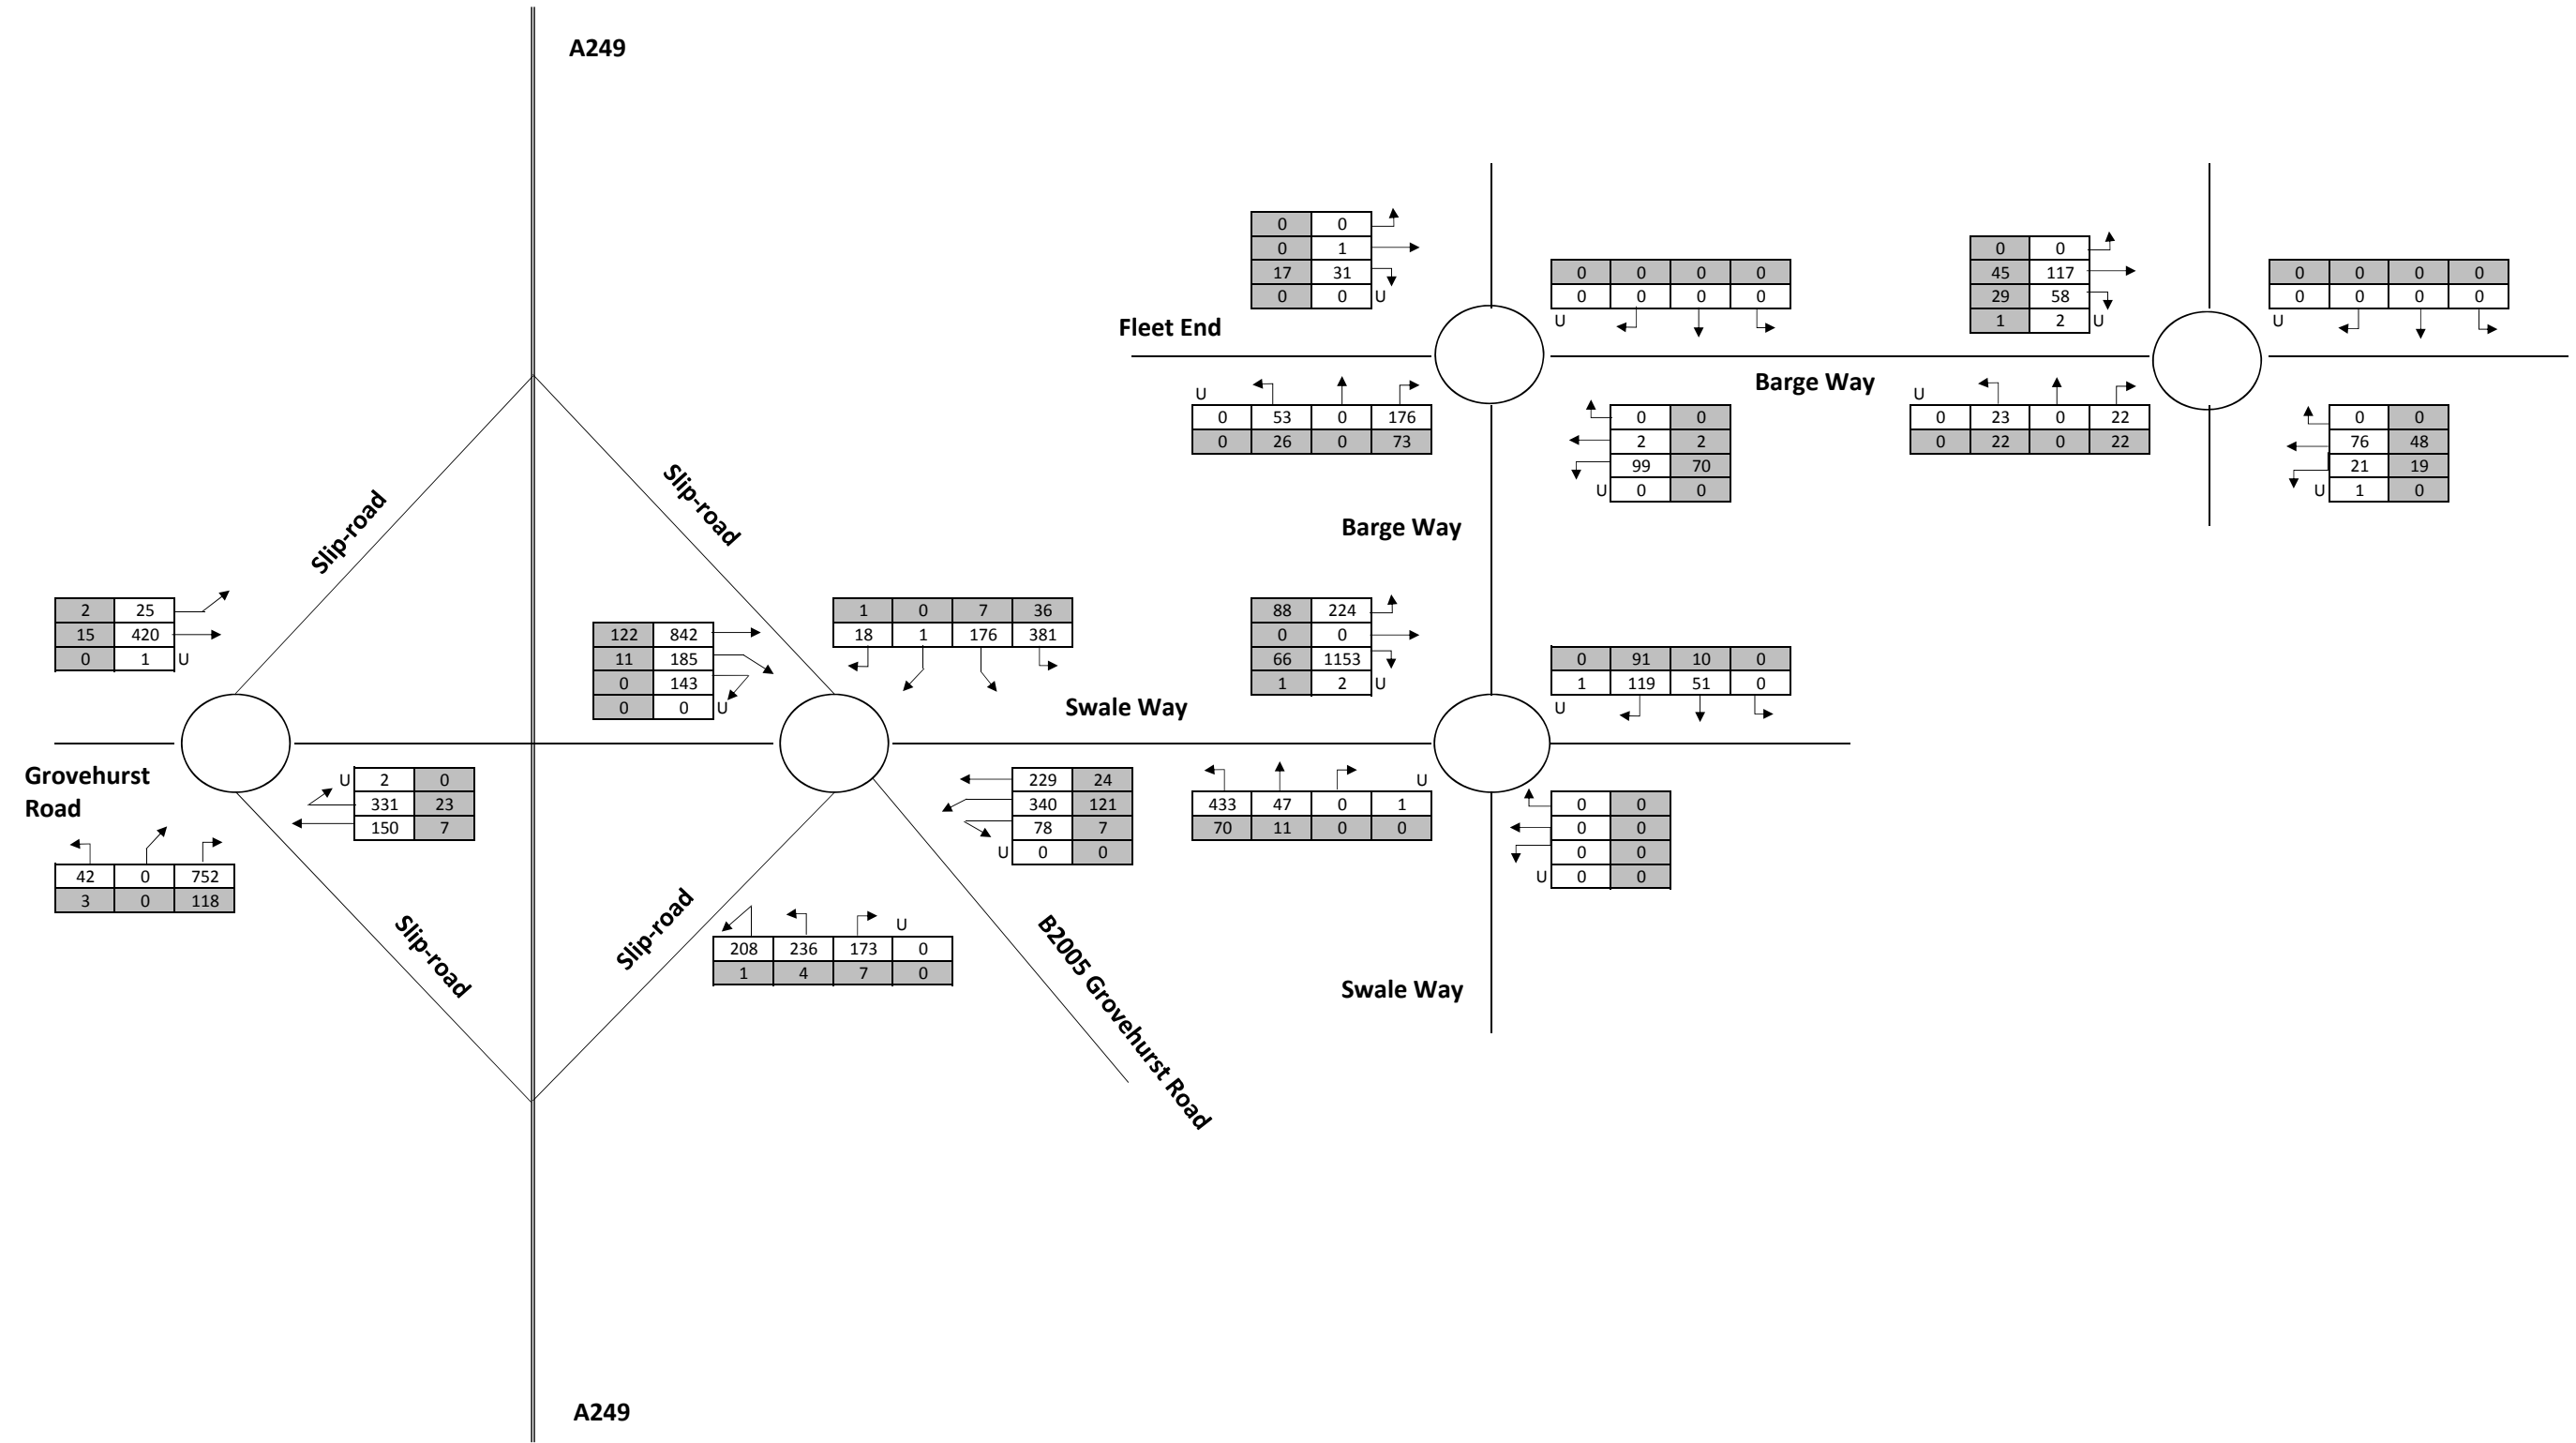 A249
0 0
0 1
17 31
0 0 U
0 0 0 0
0 0 0 0
U
0 0
45 117
29 58
1 2 U
0 0 0 0
0 0 0 0
U
Fleet End
Barge Way
U
0 53 0 176
0 26 0 73
0 0
2 2
99 70
U 0 0
U
0 23 0 22
0 22 0 22
0 0
76 48
21 19
U 1 0
Slip-road
Slip-road
Barge Way
2 25
15 420
0 1 U
122 842
11 185
0 143
0 0 U
1 0 7 36
18 1 176 381
88 224
0 0
66 1153
1 2 U
0 91 10 0
1 119 51 0
U
Swale Way
Grovehurst
Road
U 2 0
331 23
150 7
229 24
340 121
78 7
U 0 0
U
433 47 0 1
70 11 0 0
0 0
0 0
0 0
U 0 0
42 0 752
3 0 118
Slip-road
Slip-road
U
208 236 173 0
1 4 7 0
B2005 Grovehurst Road
Swale Way
A249